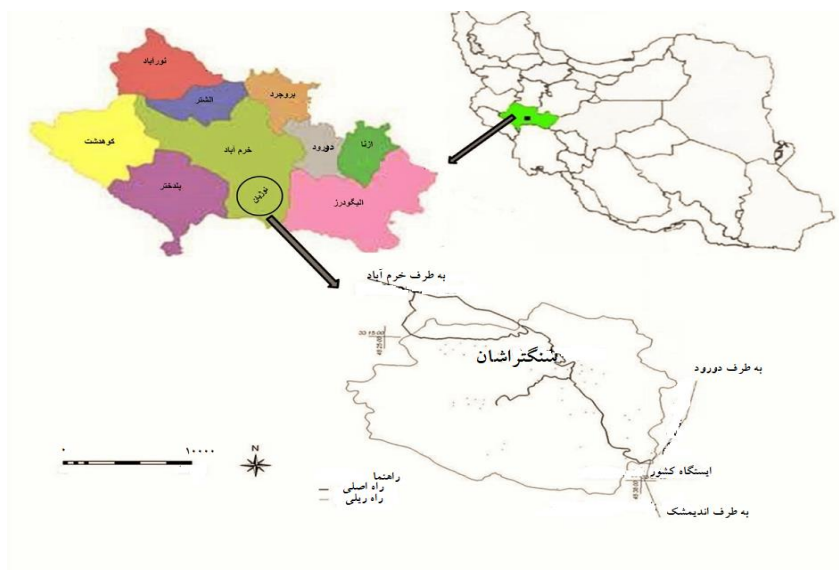 نورآباد
الشتر
بروجرد
کوهدشت
خرم آباد
دورود
ازنا
پلدختر
الیگودرز
به طرف خرم آباد
سنگتراشان
به طرف دورود
ایستگاه کشور
به طرف اندیمشک
۰
۱۰۰۰۰
N
راهنما
راه اصلی
راه ریلی